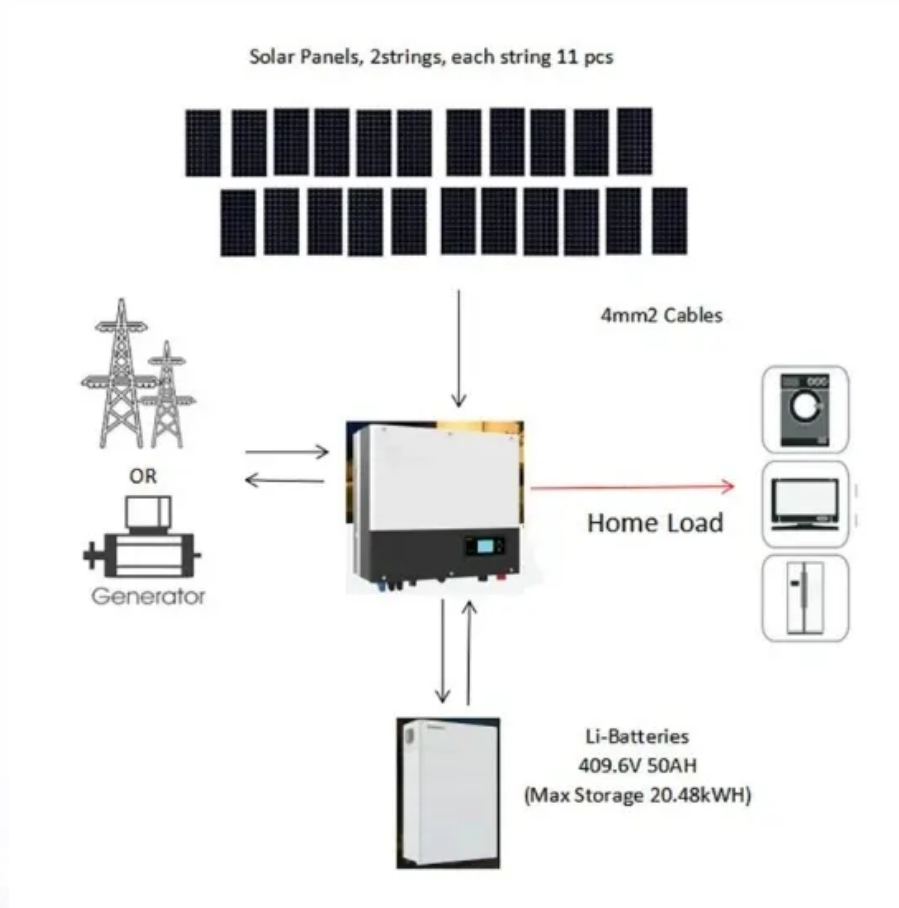 Solar Panels, 2strings, each string 11 pcs
4mm2 Cables
OR
Generator
Home Load
Li-Batteries
409.6V 50AH
(Max Storage 20.48kWH)